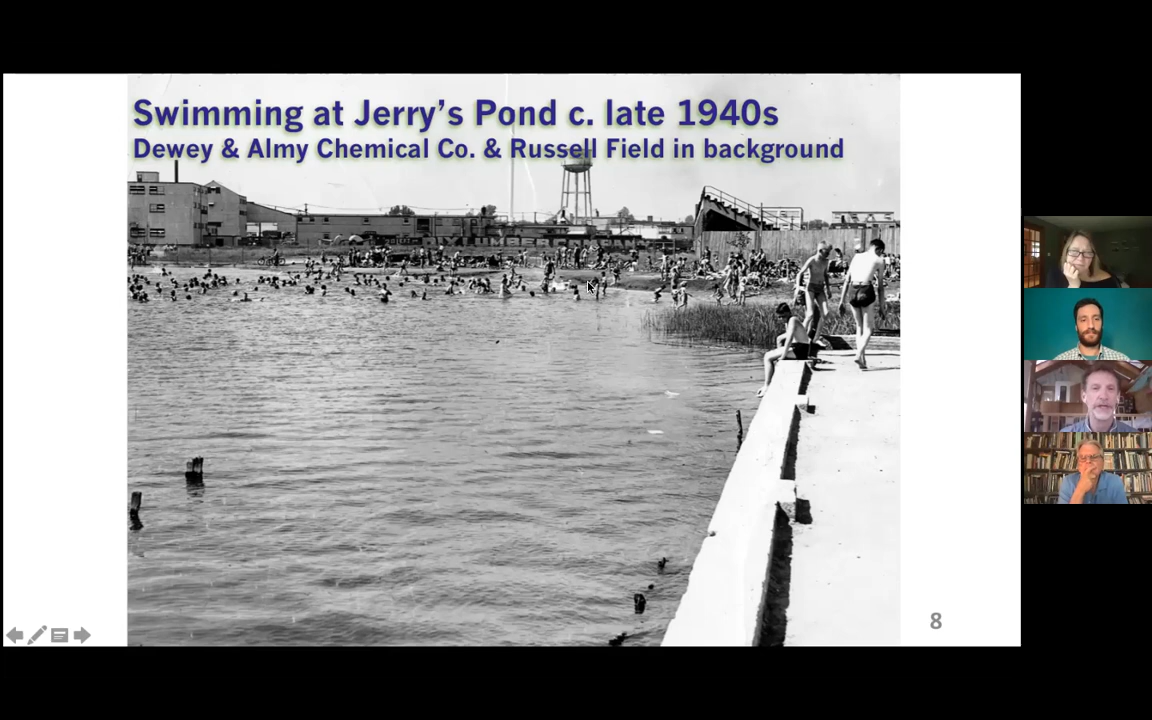 Swimming at Jerry's Pond c. late 1940s
Dewey & Almy Chemical Co. & Russell Field in background
8